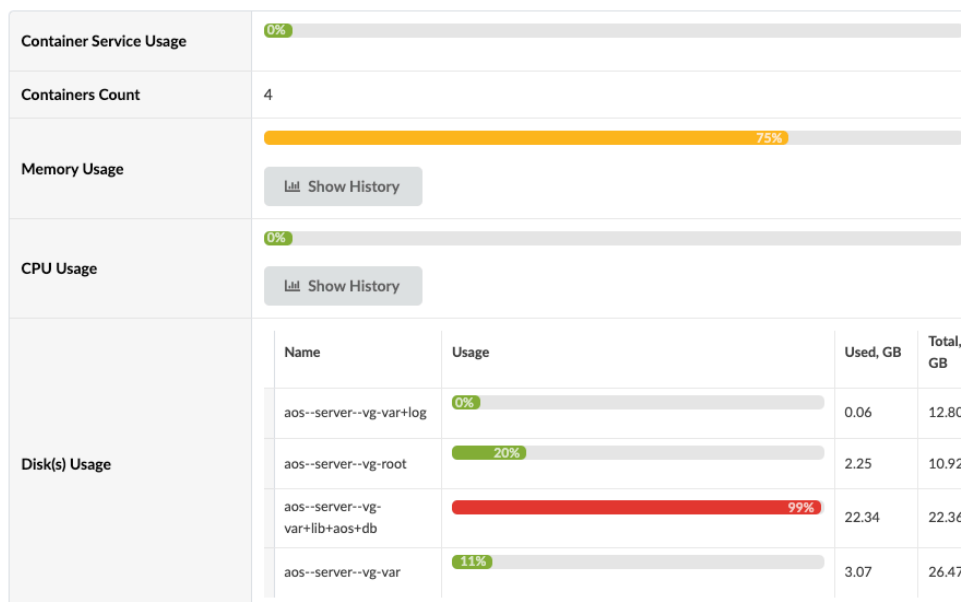 Container Service Usage
0%
Containers Count
4
Memory Usage
75%
Show History
CPU Usage
0%
Show History
Disk(s) Usage
Name Usage Used, GB Total, GB
aos--server--vg-var+log 0% 0.06 12.80
aos--server--vg-root 20% 2.25 10.92
aos--server--vg-
var+lib+aos+db 99% 22.34 22.36
aos--server--vg-var 11% 3.07 26.47